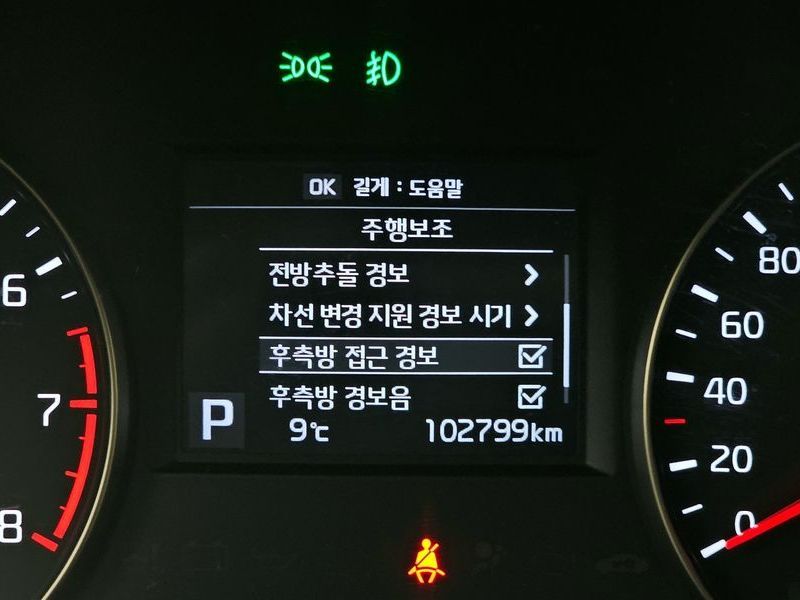 OK 길게 : 도움말
주행보조
전방추돌 경보
차선 변경 지원 경보 시기
후측방 접근 경보
후측방 경보음
P 9℃ 102799km
6
7
8
80
60
40
20
0